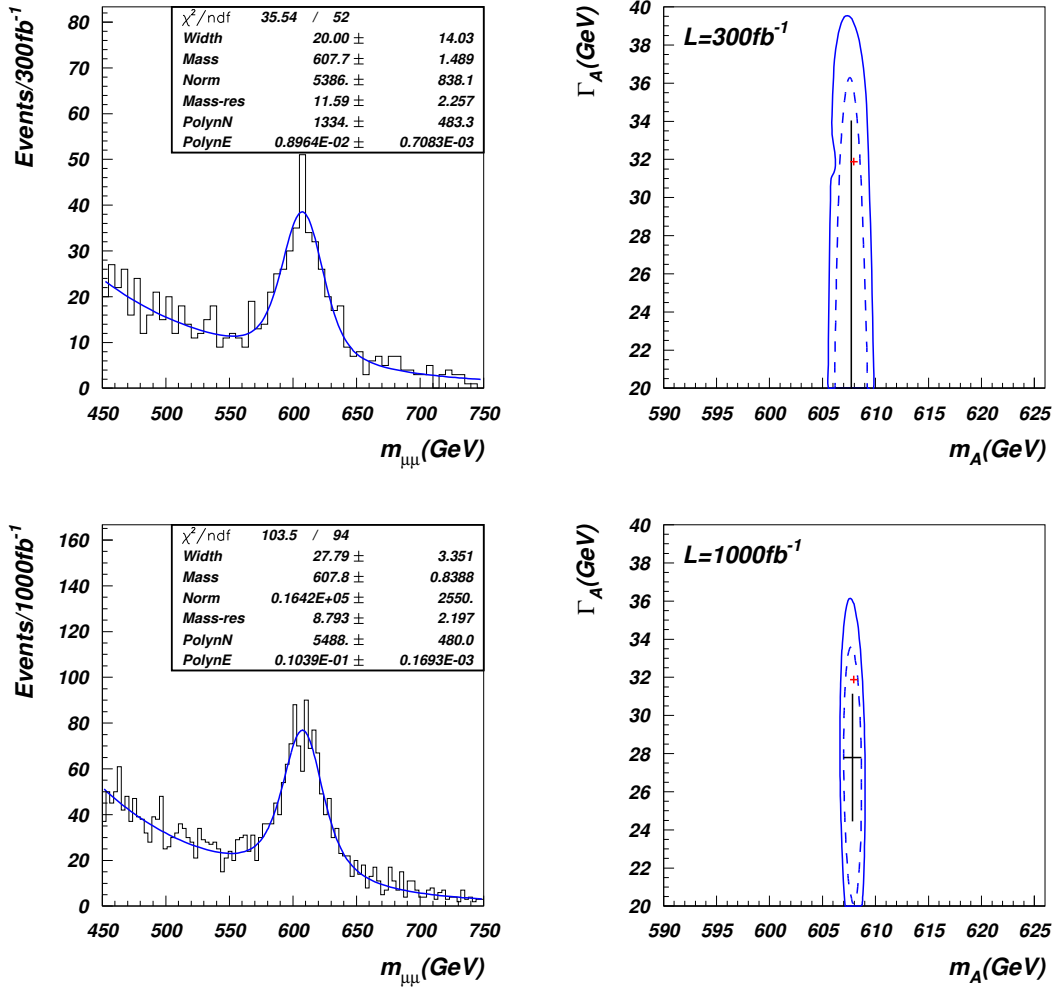 Events/300fb⁻¹
80
70
60
50
40
30
20
10
0
χ²/ndf 35.54 / 52
Width 20.00 ± 14.03
Mass 607.7 ± 1.489
Norm 5386. ± 838.1
Mass-res 11.59 ± 2.257
PolynN 1334. ± 483.3
PolynE 0.8964E-02 ± 0.7083E-03
450 500 550 600 650 700 750
m_μμ(GeV)
Γ_A(GeV)
40
38
36
34
32
30
28
26
24
22
20
L=300fb⁻¹
590 595 600 605 610 615 620 625
m_A(GeV)
Events/1000fb⁻¹
160
140
120
100
80
60
40
20
0
χ²/ndf 103.5 / 94
Width 27.79 ± 3.351
Mass 607.8 ± 0.8388
Norm 0.1642E+05 ± 2550.
Mass-res 8.793 ± 2.197
PolynN 5488. ± 480.0
PolynE 0.1039E-01 ± 0.1693E-03
450 500 550 600 650 700 750
m_μμ(GeV)
Γ_A(GeV)
40
38
36
34
32
30
28
26
24
22
20
L=1000fb⁻¹
590 595 600 605 610 615 620 625
m_A(GeV)